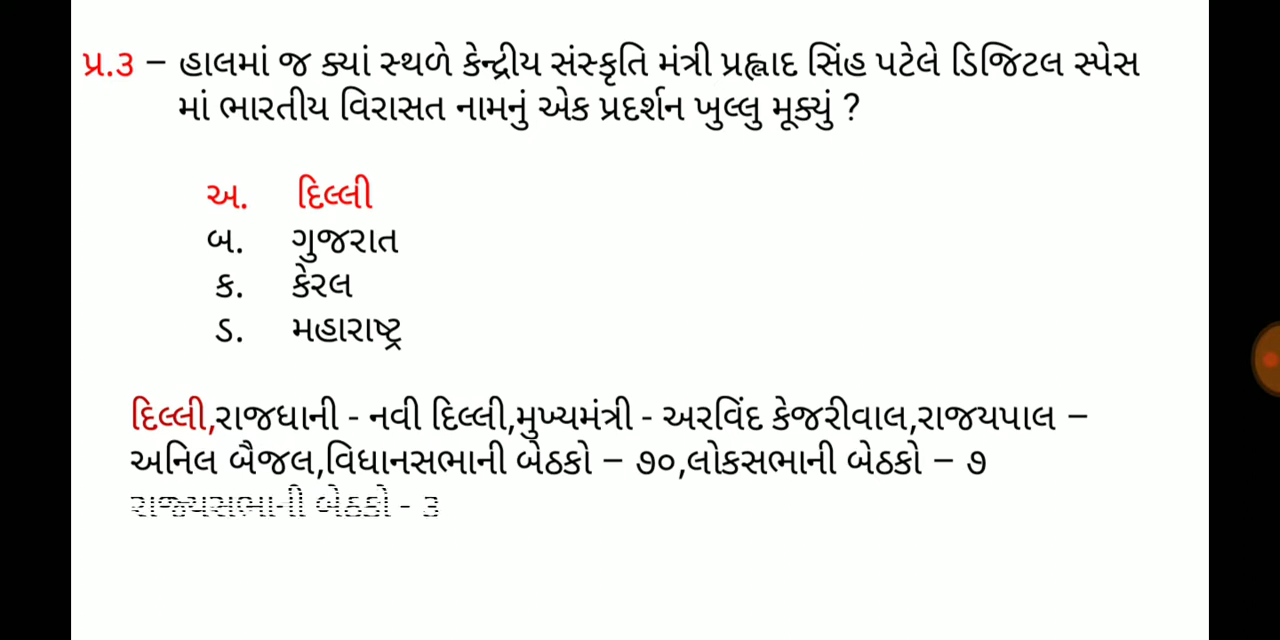 પ્ર.૩ – હાલમાં જ ક્યાં સ્થળે કેન્દ્રીય સંસ્કૃતિ મંત્રી પ્રહ્લાદ સિંહ પટેલે ડિજિટલ સ્પેસ
માં ભારતીય વિરાસત નામનું એક પ્રદર્શન ખુલ્લુ મૂક્યું ?
અ. દિલ્લી
બ. ગુજરાત
ક. કેરલ
ડ. મહારાષ્ટ્ર
દિલ્લી,રાજધાની - નવી દિલ્લી,મુખ્યમંત્રી - અરવિંદ કેજરીવાલ,રાજયપાલ –
અનિલ બૈજલ,વિધાનસભાની બેઠકો – ૭૦,લોકસભાની બેઠકો – ૭
રાજ્યસભાની બેઠકો - ૩